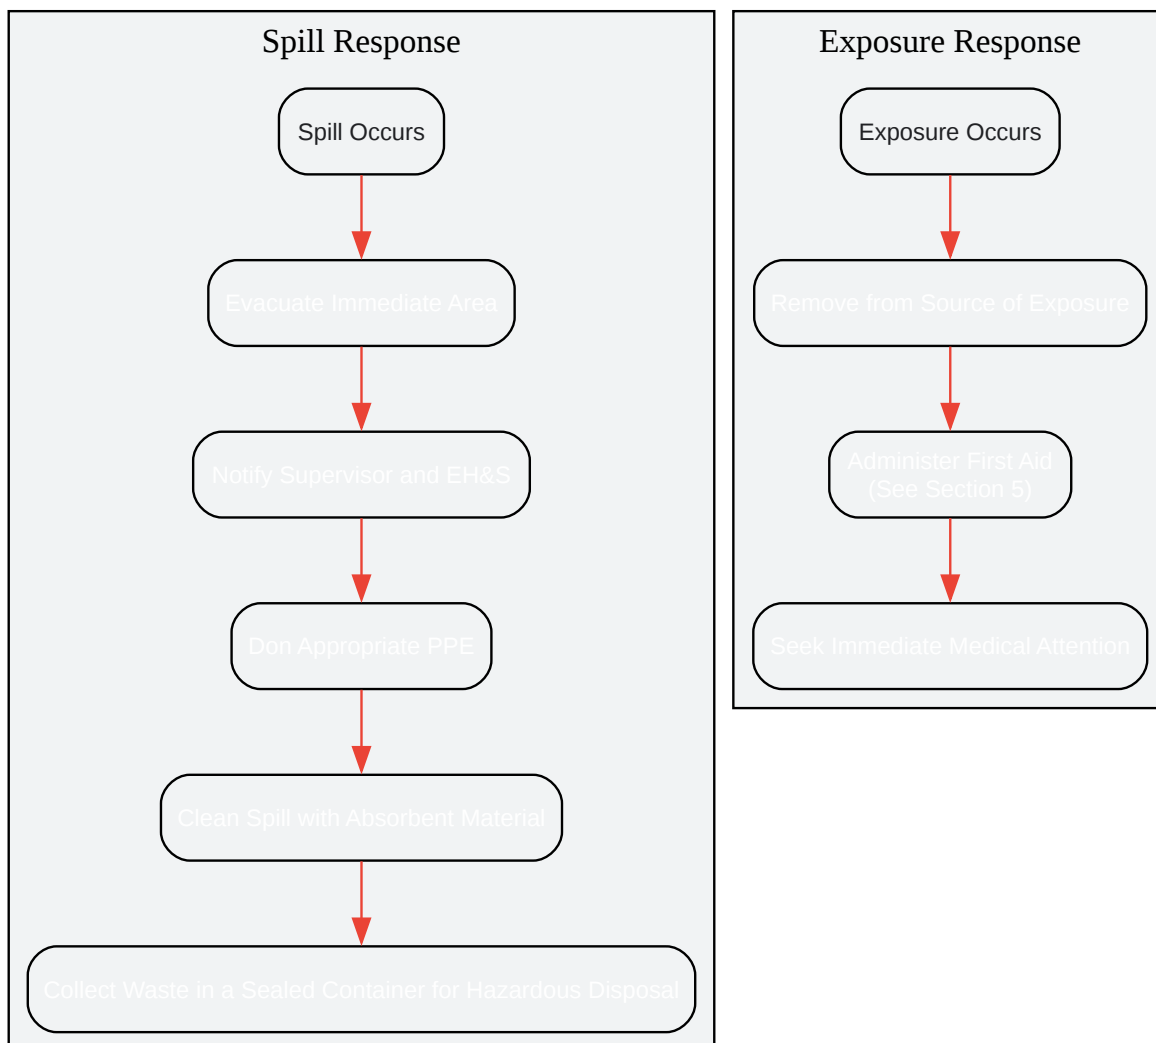 Spill Response
Spill Occurs
Evacuate Immediate Area
Notify Supervisor and EH&S
Don Appropriate PPE
Clean Spill with Absorbent Material
Collect Waste in a Sealed Container for Hazardous Disposal
Exposure Response
Exposure Occurs
Remove from Source of Exposure
Administer First Aid
(See Section 5)
Seek Immediate Medical Attention